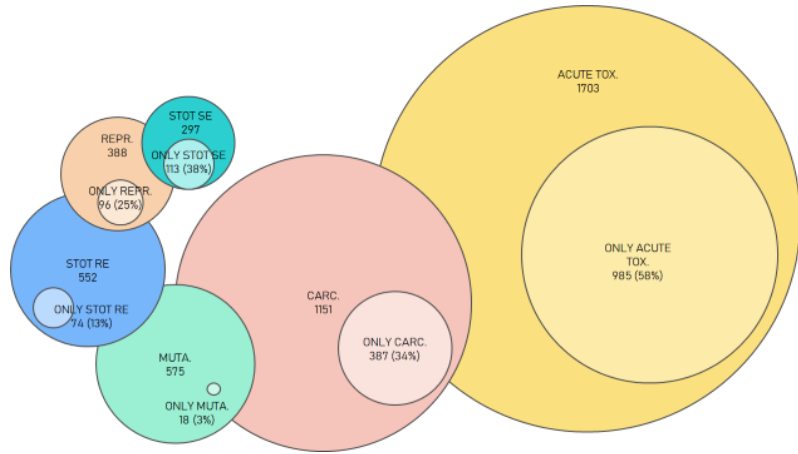 ACUTE TOX.
1703
STOT SE
297
REPR.
388
ONLY STOT SE
113 (38%)
ONLY REPR.
96 (25%)
ONLY ACUTE
TOX.
985 (58%)
STOT RE
552
CARC.
1151
ONLY STOT RE
74 (13%)
ONLY CARC.
387 (34%)
MUTA.
575
ONLY MUTA.
18 (3%)